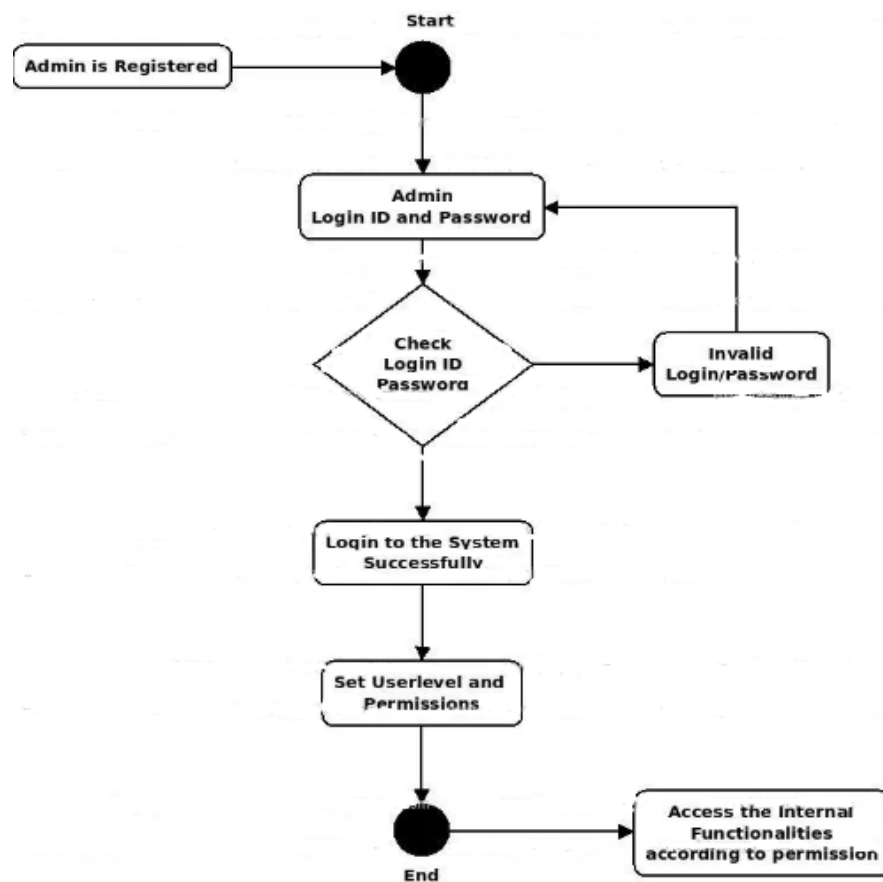 Start
Admin is Registered
Admin
Login ID and Password
Check
Login ID
Password
Invalid
Login/Password
Login to the System
Successfully
Set Userlevel and
Permissions
End
Access the Internal
Functionalities
according to permission